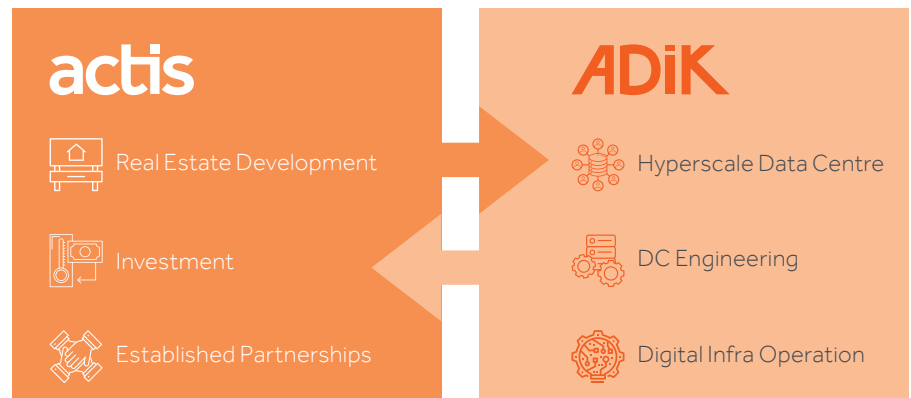 actis
Real Estate Development
Investment
Established Partnerships
ADiK
Hyperscale Data Centre
DC Engineering
Digital Infra Operation